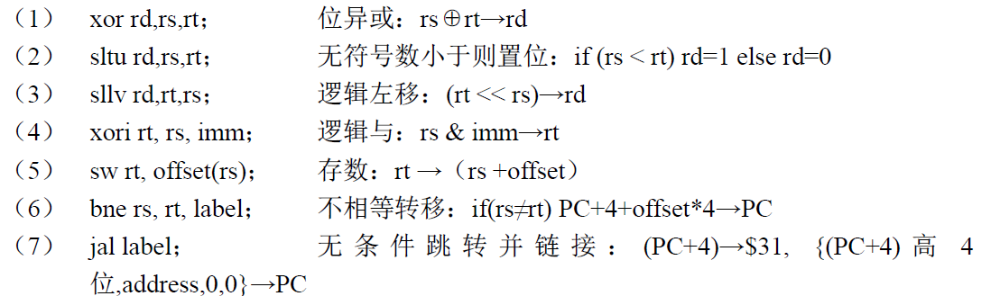 （1） xor rd,rs,rt； 位异或：rs⊕rt→rd
（2） sltu rd,rs,rt； 无符号数小于则置位：if (rs < rt) rd=1 else rd=0
（3） sllv rd,rt,rs； 逻辑左移：(rt << rs)→rd
（4） xori rt, rs, imm； 逻辑与：rs & imm→rt
（5） sw rt, offset(rs)； 存数：rt →（rs +offset）
（6） bne rs, rt, label； 不相等转移：if(rs≠rt) PC+4+offset*4→PC
（7） jal label； 无条件跳转并链接：(PC+4)→$31, {(PC+4)高 4
位,address,0,0}→PC